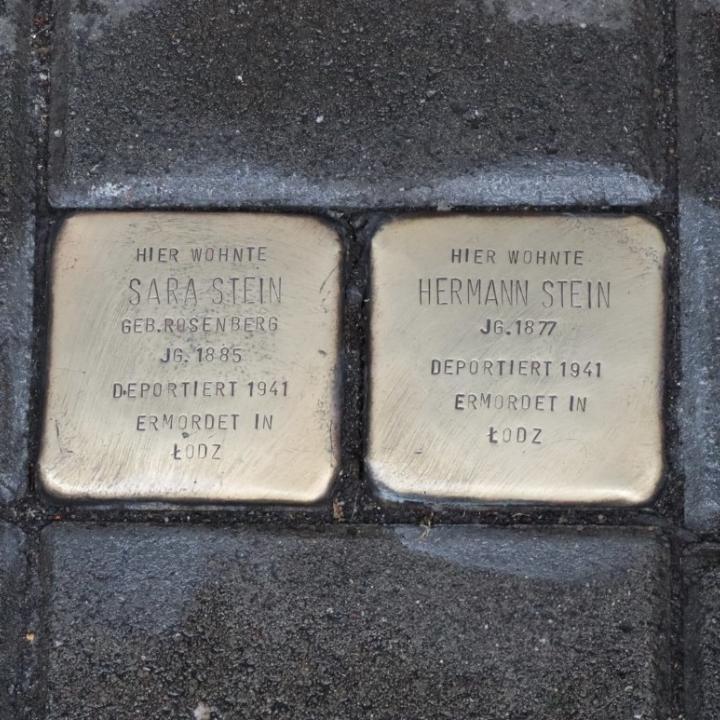 HIER WOHNTE
SARA STEIN
GEB.ROSENBERG
JG. 1885
DEPORTIERT 1941
ERMORDET IN
ŁODZ
HIER WOHNTE
HERMANN STEIN
JG.1877
DEPORTIERT 1941
ERMORDET IN
ŁODZ